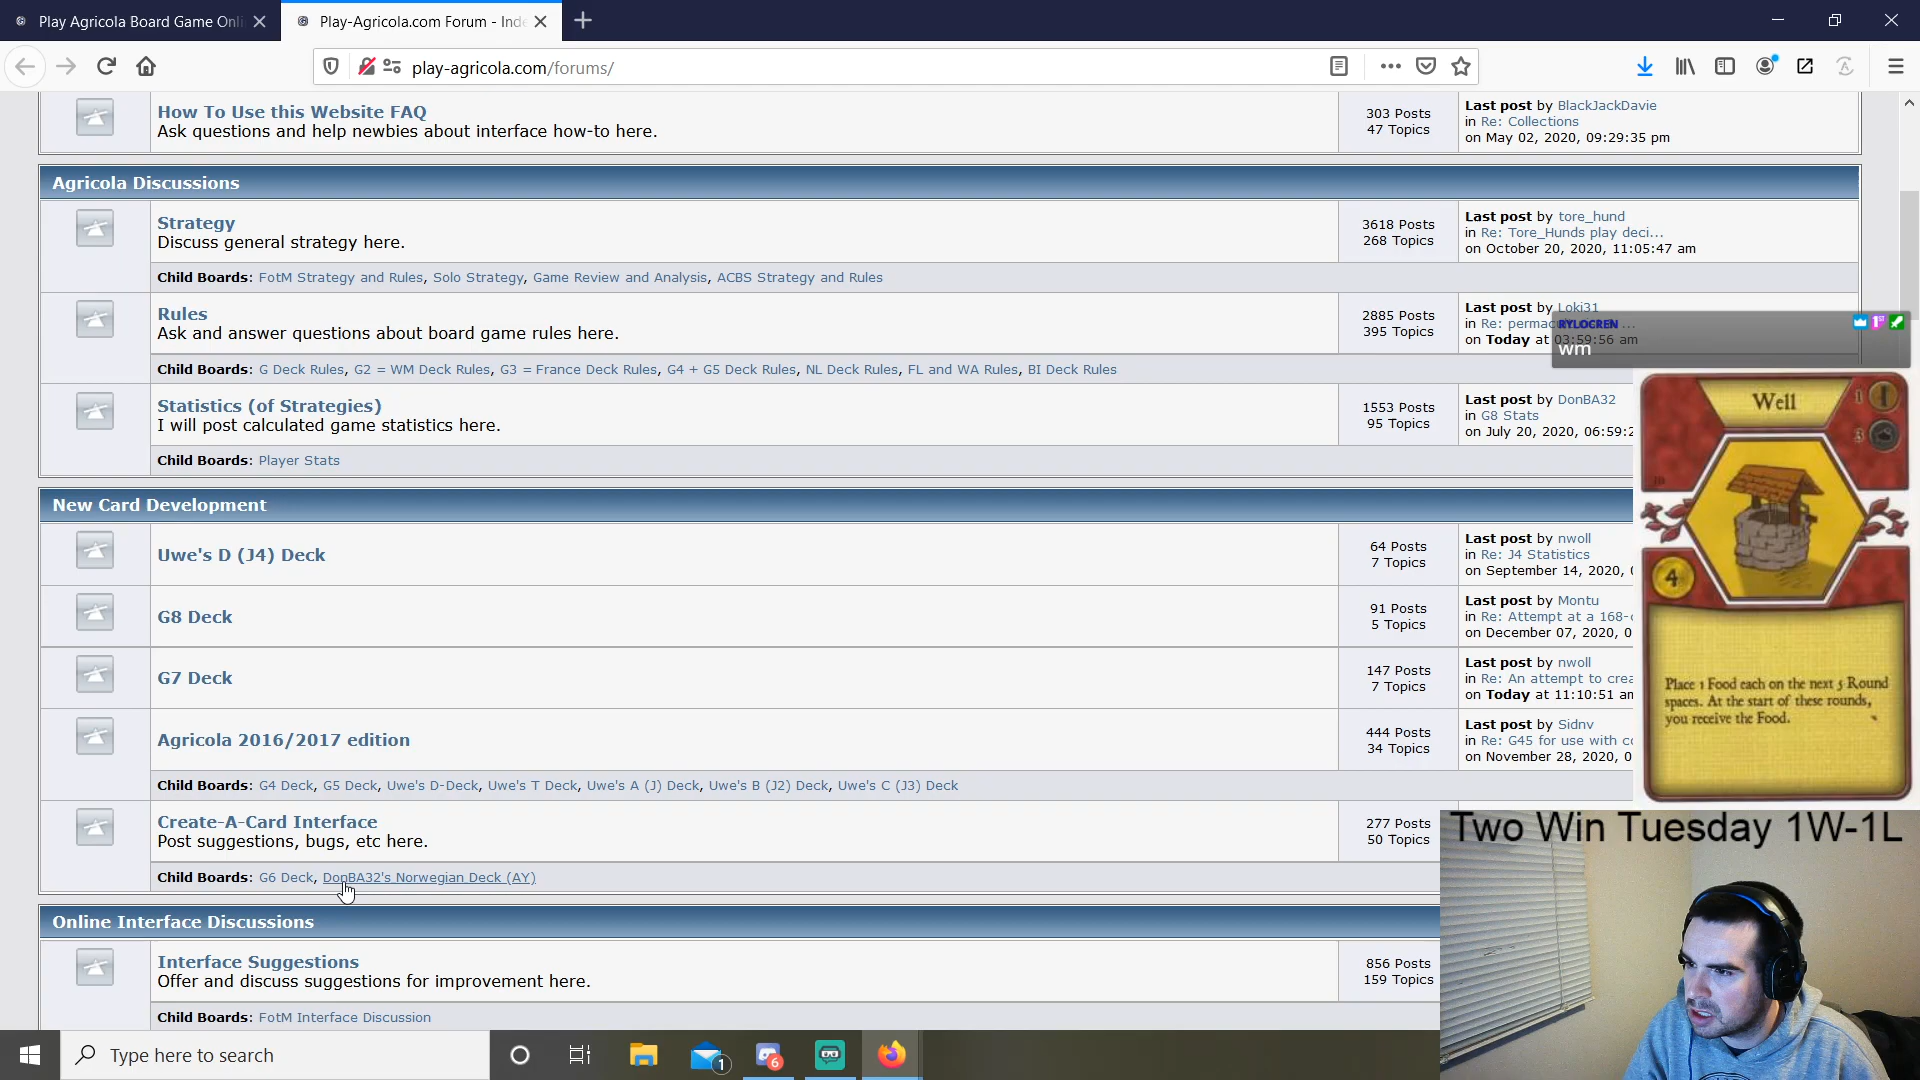 Play Agricola Board Game Onli
Play-Agricola.com Forum - Inde
play-agricola.com/forums/
How To Use this Website FAQ
Ask questions and help newbies about interface how-to here.
303 Posts
47 Topics
Last post by BlackJackDavie
in Re: Collections
on May 02, 2020, 09:29:35 pm
Agricola Discussions
Strategy
Discuss general strategy here.
3618 Posts
268 Topics
Last post by tore_hund
in Re: Tore_Hunds play deci...
on October 20, 2020, 11:05:47 am
Child Boards: FotM Strategy and Rules, Solo Strategy, Game Review and Analysis, ACBS Strategy and Rules
Rules
Ask and answer questions about board game rules here.
2885 Posts
395 Topics
Last post by Loki31
in Re: permac
on Today at 03:59:56 am
RYLOCREN
wm
Child Boards: G Deck Rules, G2 = WM Deck Rules, G3 = France Deck Rules, G4 + G5 Deck Rules, NL Deck Rules, FL and WA Rules, BI Deck Rules
Statistics (of Strategies)
I will post calculated game statistics here.
1553 Posts
95 Topics
Last post by DonBA32
in G8 Stats
on July 20, 2020, 06:59:2
Child Boards: Player Stats
New Card Development
Uwe's D (J4) Deck
64 Posts
7 Topics
Last post by nwoll
in Re: J4 Statistics
on September 14, 2020, 0
G8 Deck
91 Posts
5 Topics
Last post by Montu
in Re: Attempt at a 168-c
on December 07, 2020, 0
G7 Deck
147 Posts
7 Topics
Last post by nwoll
in Re: An attempt to crea
on Today at 11:10:51 am
Agricola 2016/2017 edition
444 Posts
34 Topics
Last post by Sidnv
in Re: G45 for use with co
on November 28, 2020, 0
Child Boards: G4 Deck, G5 Deck, Uwe's D-Deck, Uwe's T Deck, Uwe's A (J) Deck, Uwe's B (J2) Deck, Uwe's C (J3) Deck
Create-A-Card Interface
Post suggestions, bugs, etc here.
277 Posts
50 Topics
Child Boards: G6 Deck, DonBA32's Norwegian Deck (AY)
Online Interface Discussions
Interface Suggestions
Offer and discuss suggestions for improvement here.
856 Posts
159 Topics
Child Boards: FotM Interface Discussion
Well
1
3
4
Place 1 Food each on the next 5 Round
spaces. At the start of these rounds,
you receive the Food.
Two Win Tuesday 1W-1L
Type here to search
1
6